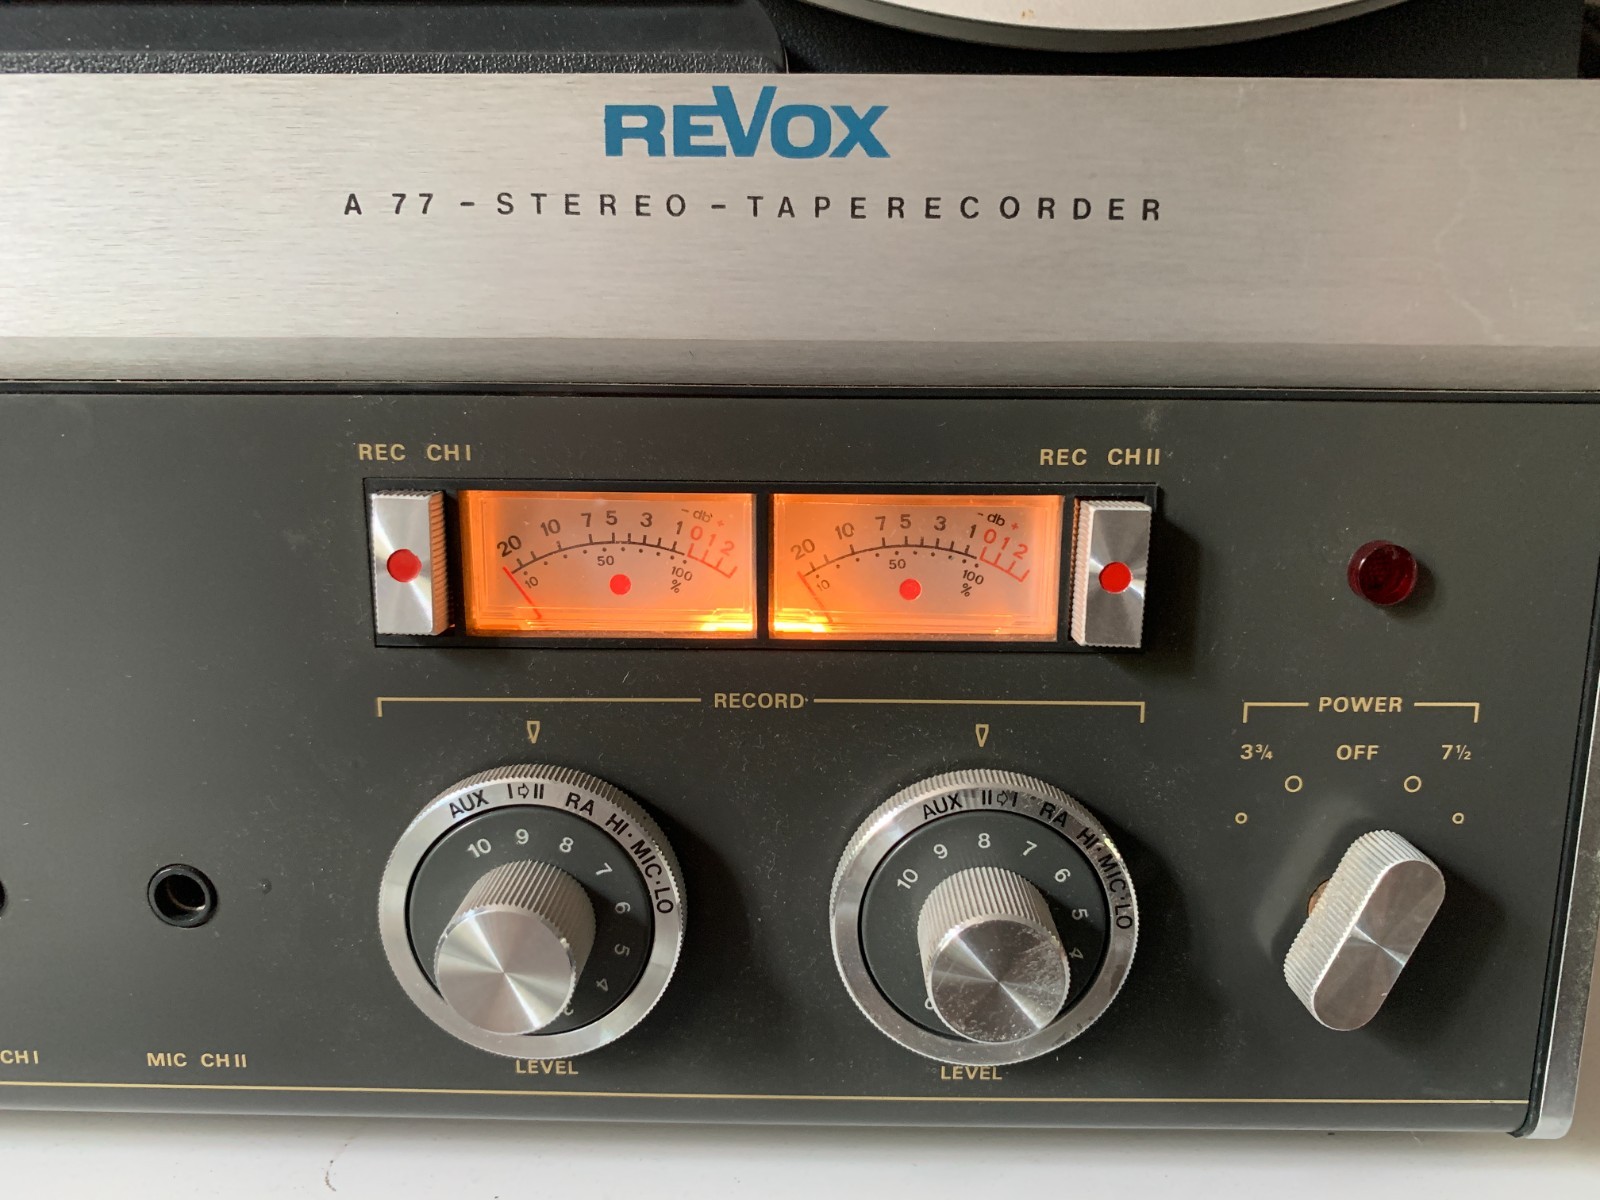 REVOX
A 77 - STEREO - TAPERECORDER
REC CH I
REC CH II
20 10 7 5 3 1 0 1 2
- db +
10 50 100 %
20 10 7 5 3 1 0 1 2
- db +
10 50 100 %
RECORD
POWER
3¾ OFF 7½
AUX I⇨II RA HI·MIC·LO
10 9 8 7 6 5 4
AUX II⇨I RA HI·MIC·LO
10 9 8 7 6 5 4
CH I
MIC CH II
LEVEL
LEVEL